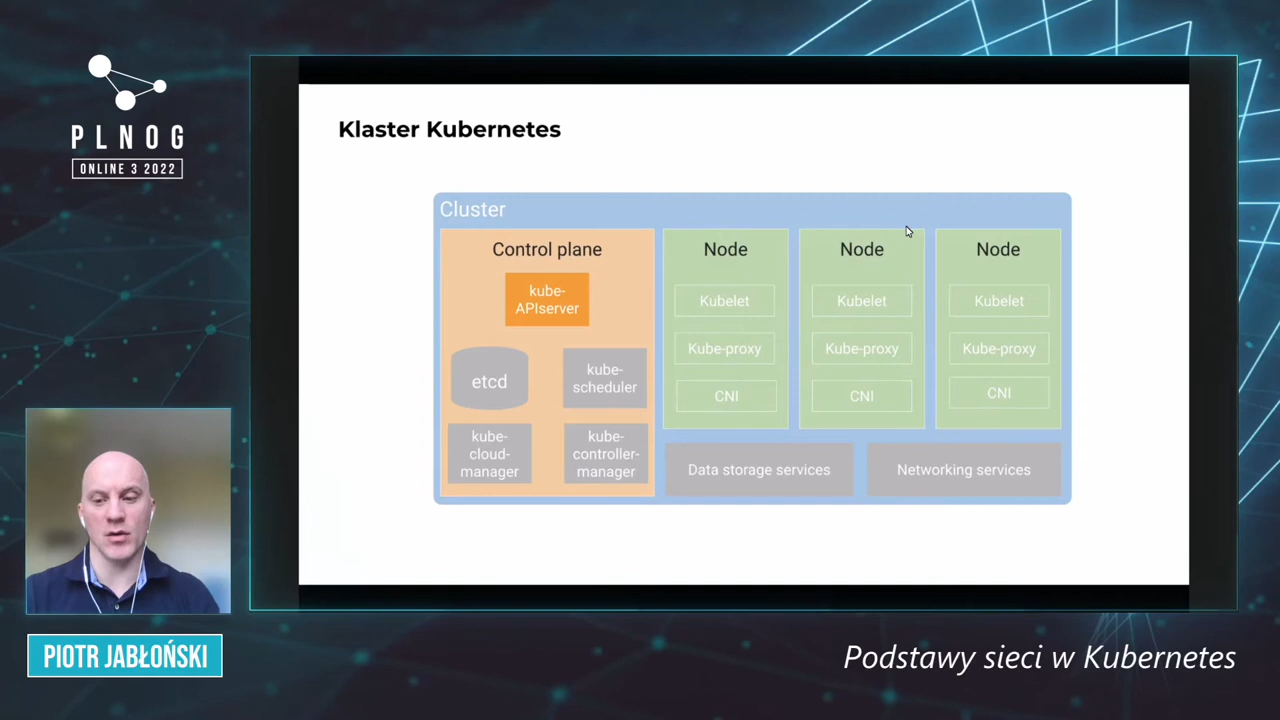 PLNOG
ONLINE 3 2022
Klaster Kubernetes
Cluster
Control plane
kube-
APIserver
etcd
kube-
scheduler
kube-
cloud-
manager
kube-
controller-
manager
Node
Kubelet
Kube-proxy
CNI
Node
Kubelet
Kube-proxy
CNI
Node
Kubelet
Kube-proxy
CNI
Data storage services
Networking services
PIOTR JABŁOŃSKI
Podstawy sieci w Kubernetes